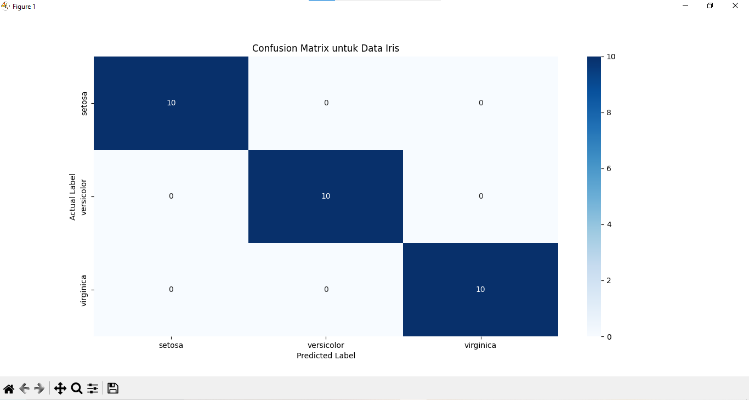 Figure 1
Confusion Matrix untuk Data Iris
10
setosa
10 0 0
8
6
Actual Label
versicolor
0 10 0
4
2
virginica
0 0 10
0
setosa versicolor virginica
Predicted Label